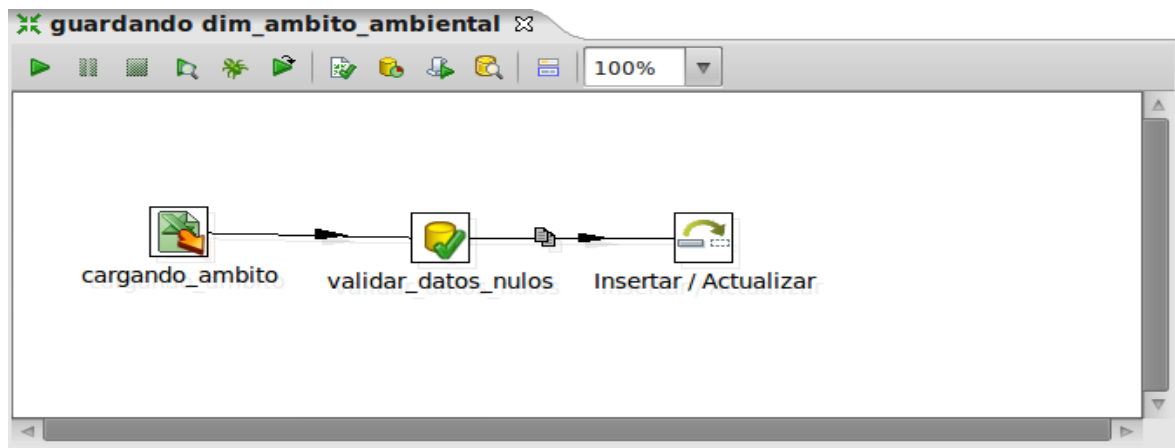 guardando dim_ambito_ambiental
100%
cargando_ambito
validar_datos_nulos
Insertar / Actualizar